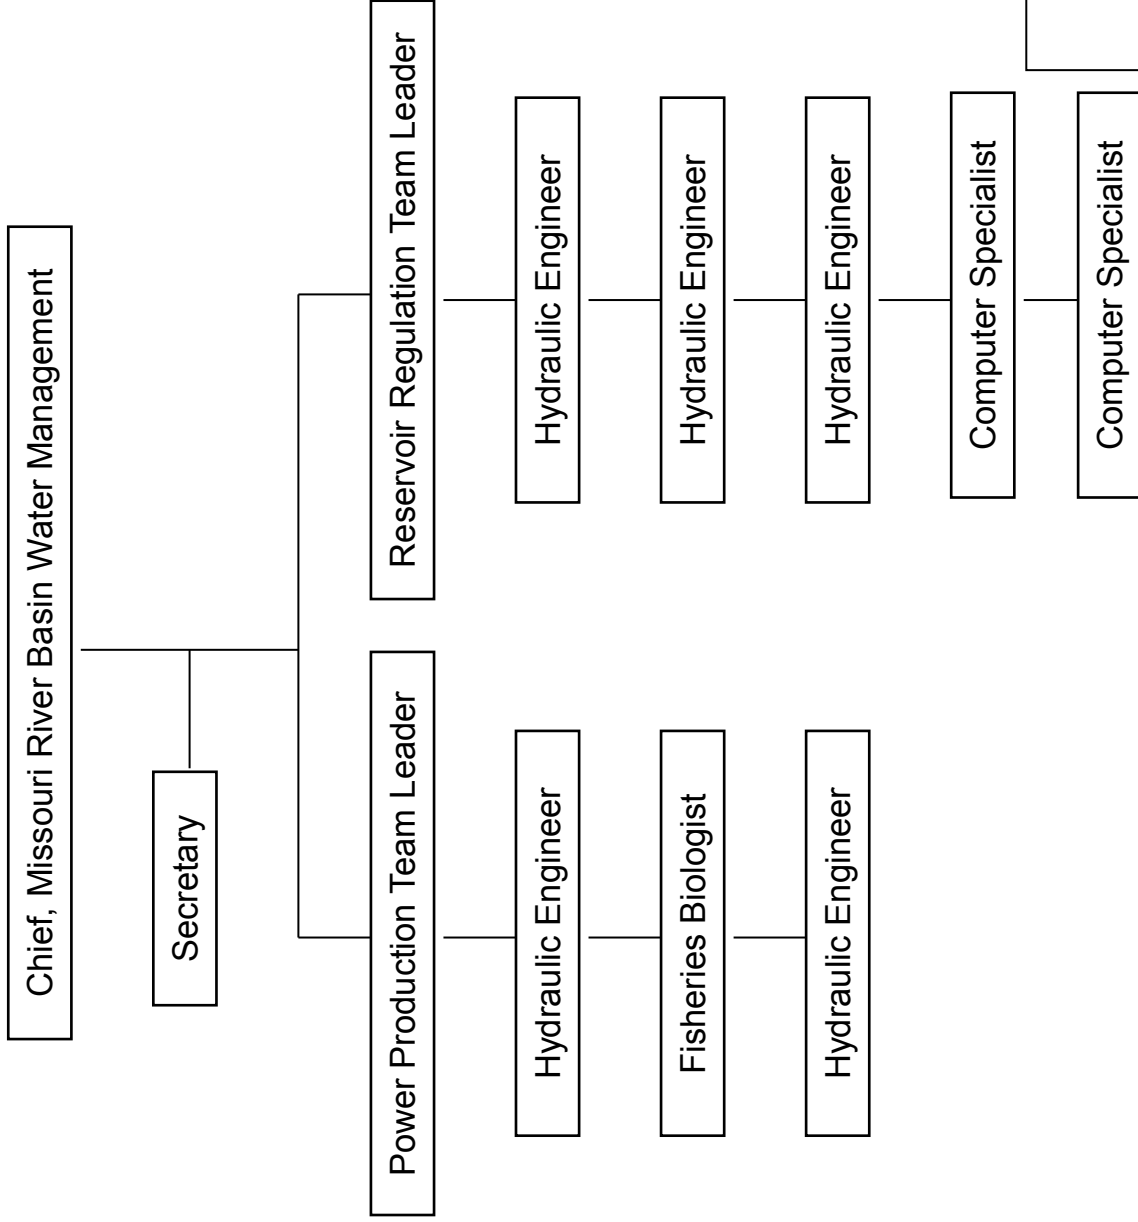 Chief, Missouri River Basin Water Management
Secretary
Power Production Team Leader
Reservoir Regulation Team Leader
Hydraulic Engineer
Hydraulic Engineer
Fisheries Biologist
Hydraulic Engineer
Hydraulic Engineer
Hydraulic Engineer
Computer Specialist
Computer Specialist